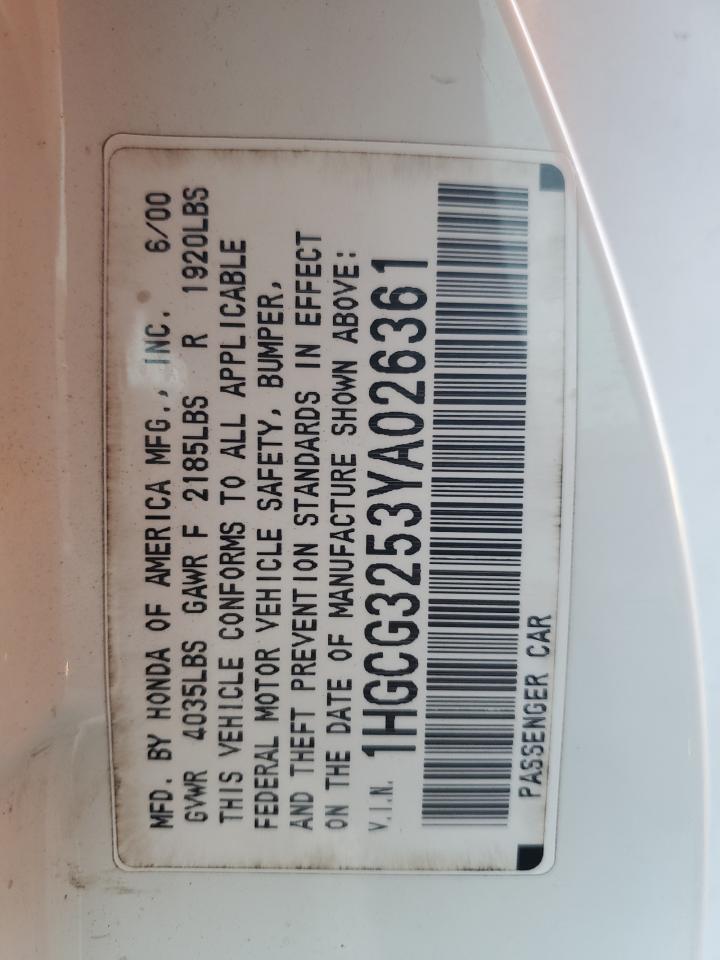 MFD. BY HONDA OF AMERICA MFG., INC. 6/00
GVWR 4035LBS GAWR F 2185LBS R 1920LBS
THIS VEHICLE CONFORMS TO ALL APPLICABLE
FEDERAL MOTOR VEHICLE SAFETY, BUMPER,
AND THEFT PREVENTION STANDARDS IN EFFECT
ON THE DATE OF MANUFACTURE SHOWN ABOVE:
V.I.N. 1HGCG3253YA026361
PASSENGER CAR